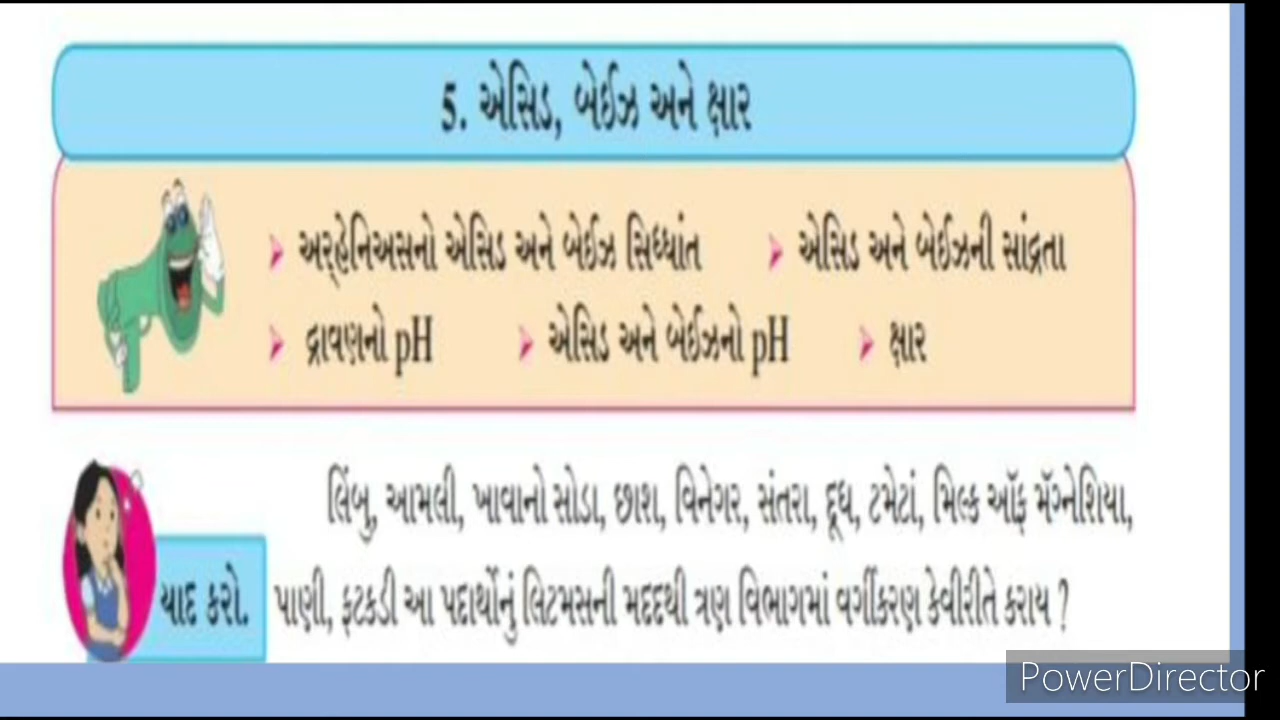 5. એસિડ, બેઈઝ અને ક્ષાર
➤ અર્‍હેનિઅસનો એસિડ અને બેઈઝ સિધ્ધાંત ➤ એસિડ અને બેઈઝની સાંદ્રતા
➤ દ્રાવણનો pH ➤ એસિડ અને બેઈઝનો pH ➤ ક્ષાર
લિંબુ, આમલી, ખાવાનો સોડા, છાશ, વિનેગર, સંતરા, દૂધ, ટમેટાં, મિલ્ક ઑફ મૅગ્નેશિયા,
યાદ કરો. પાણી, ફટકડી આ પદાર્થોનું લિટમસની મદદથી ત્રણ વિભાગમાં વર્ગીકરણ કેવીરીતે કરાય ?
PowerDirector